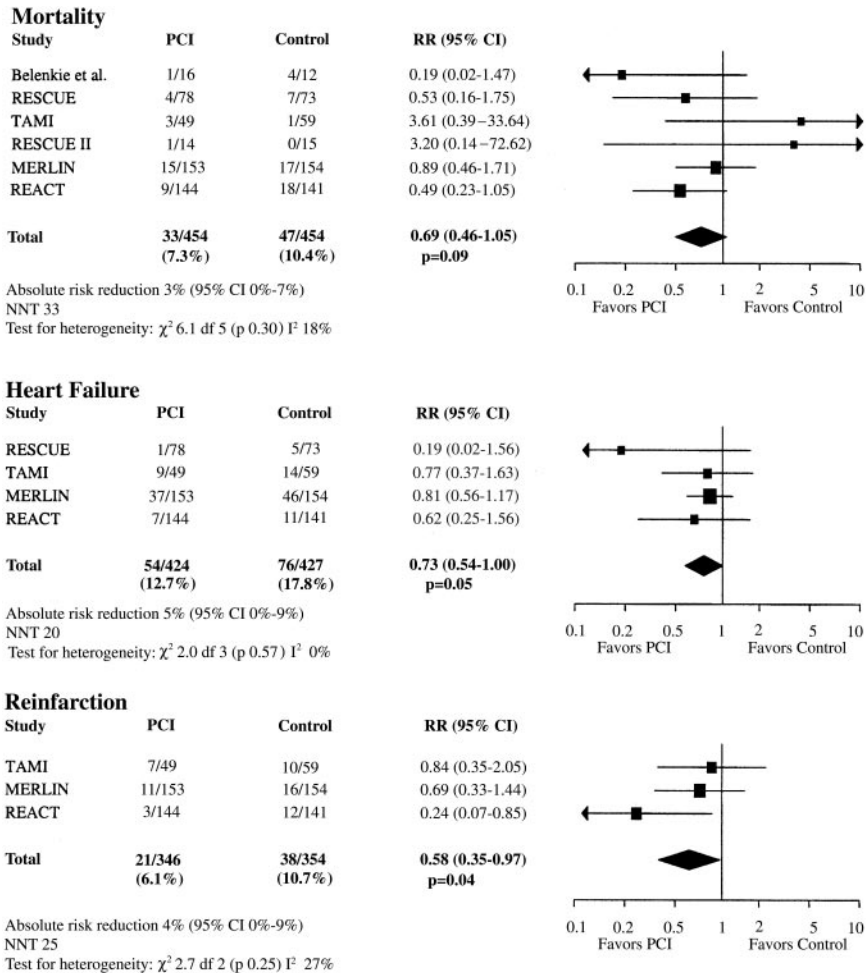 Mortality
Study PCI Control RR (95% CI)
Belenkie et al. 1/16 4/12 0.19 (0.02-1.47)
RESCUE 4/78 7/73 0.53 (0.16-1.75)
TAMI 3/49 1/59 3.61 (0.39–33.64)
RESCUE II 1/14 0/15 3.20 (0.14–72.62)
MERLIN 15/153 17/154 0.89 (0.46-1.71)
REACT 9/144 18/141 0.49 (0.23-1.05)
Total 33/454 47/454 0.69 (0.46-1.05)
(7.3%) (10.4%) p=0.09
Absolute risk reduction 3% (95% CI 0%-7%)
NNT 33
Test for heterogeneity: χ² 6.1 df 5 (p 0.30) I² 18%
0.1 0.2 0.5 1 2 5 10
Favors PCI Favors Control
Heart Failure
Study PCI Control RR (95% CI)
RESCUE 1/78 5/73 0.19 (0.02-1.56)
TAMI 9/49 14/59 0.77 (0.37-1.63)
MERLIN 37/153 46/154 0.81 (0.56-1.17)
REACT 7/144 11/141 0.62 (0.25-1.56)
Total 54/424 76/427 0.73 (0.54-1.00)
(12.7%) (17.8%) p=0.05
Absolute risk reduction 5% (95% CI 0%-9%)
NNT 20
Test for heterogeneity: χ² 2.0 df 3 (p 0.57) I² 0%
0.1 0.2 0.5 1 2 5 10
Favors PCI Favors Control
Reinfarction
Study PCI Control RR (95% CI)
TAMI 7/49 10/59 0.84 (0.35-2.05)
MERLIN 11/153 16/154 0.69 (0.33-1.44)
REACT 3/144 12/141 0.24 (0.07-0.85)
Total 21/346 38/354 0.58 (0.35-0.97)
(6.1%) (10.7%) p=0.04
Absolute risk reduction 4% (95% CI 0%-9%)
NNT 25
Test for heterogeneity: χ² 2.7 df 2 (p 0.25) I² 27%
0.1 0.2 0.5 1 2 5 10
Favors PCI Favors Control